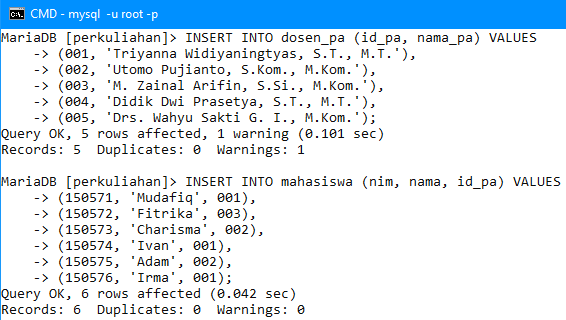 CMD - mysql -u root -p
MariaDB [perkuliahan]> INSERT INTO dosen_pa (id_pa, nama_pa) VALUES
    -> (001, 'Triyanna Widiyaningtyas, S.T., M.T.'),
    -> (002, 'Utomo Pujianto, S.Kom., M.Kom.'),
    -> (003, 'M. Zainal Arifin, S.Si., M.Kom.'),
    -> (004, 'Didik Dwi Prasetya, S.T., M.T.'),
    -> (005, 'Drs. Wahyu Sakti G. I., M.Kom.');
Query OK, 5 rows affected, 1 warning (0.101 sec)
Records: 5  Duplicates: 0  Warnings: 1
MariaDB [perkuliahan]> INSERT INTO mahasiswa (nim, nama, id_pa) VALUES
    -> (150571, 'Mudafiq', 001),
    -> (150572, 'Fitrika', 003),
    -> (150573, 'Charisma', 002),
    -> (150574, 'Ivan', 001),
    -> (150575, 'Adam', 002),
    -> (150576, 'Irma', 001);
Query OK, 6 rows affected (0.042 sec)
Records: 6  Duplicates: 0  Warnings: 0